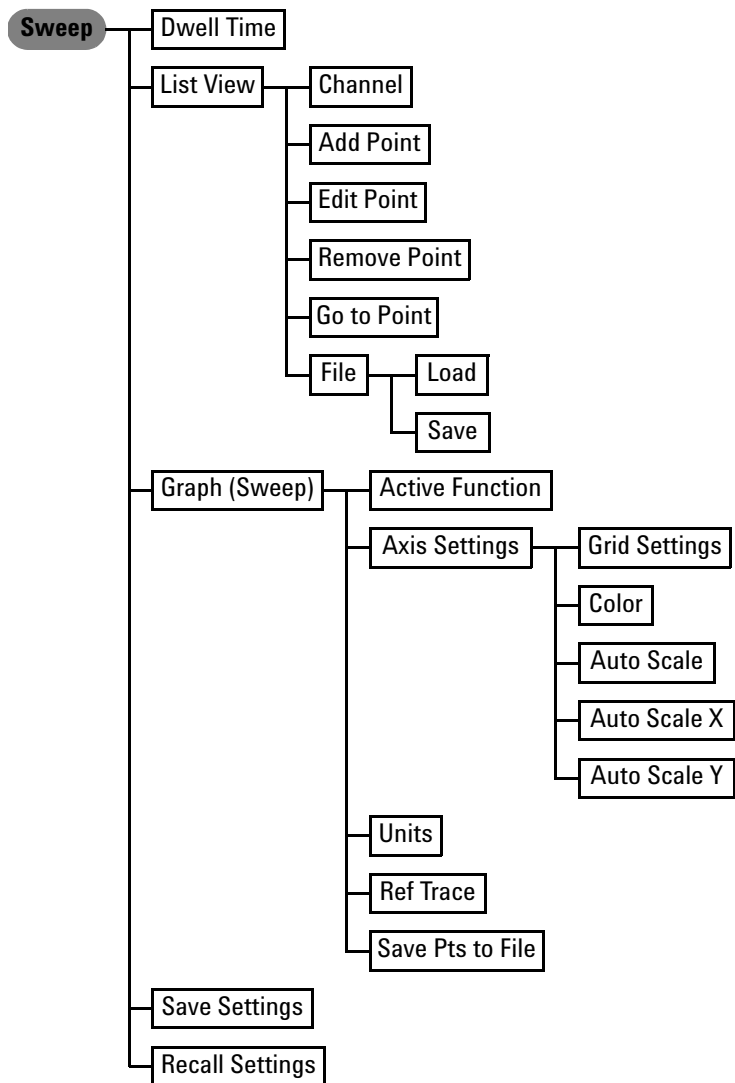 Sweep
Dwell Time
List View
Channel
Add Point
Edit Point
Remove Point
Go to Point
File
Load
Save
Graph (Sweep)
Active Function
Axis Settings
Grid Settings
Color
Auto Scale
Auto Scale X
Auto Scale Y
Units
Ref Trace
Save Pts to File
Save Settings
Recall Settings